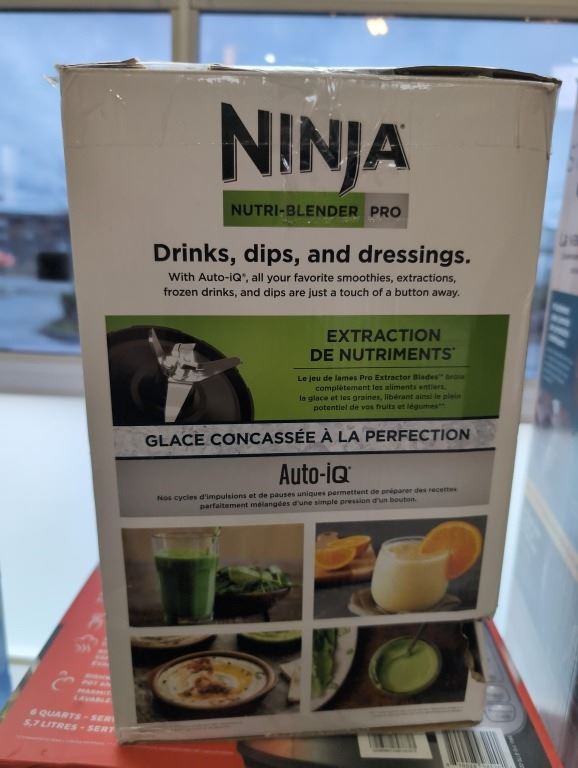 NINJA
NUTRI-BLENDER PRO
Drinks, dips, and dressings.
With Auto-iQ®, all your favorite smoothies, extractions,
frozen drinks, and dips are just a touch of a button away.
EXTRACTION
DE NUTRIMENTS*
Le jeu de lames Pro Extractor Blades™ broie
complètement les aliments entiers,
la glace et les graines, libérant ainsi le plein
potentiel de vos fruits et légumes**.
GLACE CONCASSÉE À LA PERFECTION
Auto-iQ®
Nos cycles d'impulsions et de pauses uniques permettent de préparer des recettes
parfaitement mélangées d'une simple pression d'un bouton.
6 QUARTS - SERV
5,7 LITRES - SERT